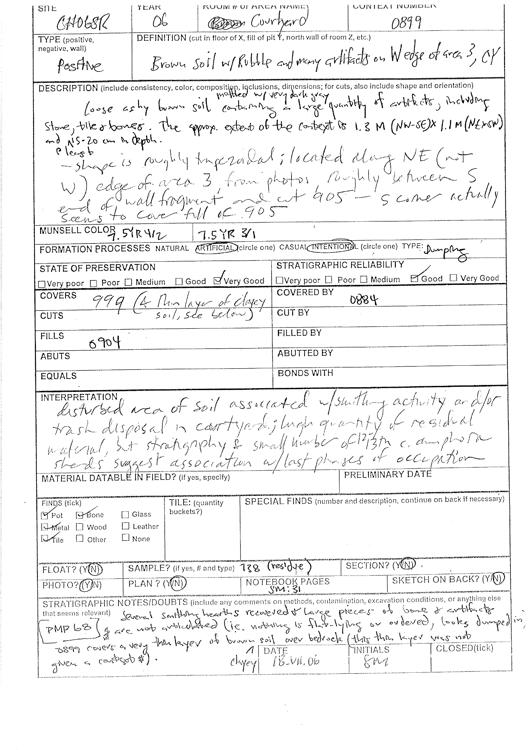 SITE YEAR ROOM # OF AREA NAME CONTEXT NUMBER
CHO6SR 06 Courtyard 0899
TYPE (positive, negative, wall) DEFINITION (cut in floor of X, fill of pit Y, north wall of room Z, etc.)
Positive Brown soil w/Rubble and many artifacts on Wedge of area 3, CY
DESCRIPTION (include consistency, color, composition, inclusions, dimensions; for cuts, also include shape and orientation)
mottled w/ very dark grey
Loose ashy brown soil containing a large quantity of artifacts, including
stone, tile & bones. The approx. extent of the context is 1.3 M (NW-SE) X 1.1 M (NE x SW)
and 15-20 cm in depth.
- shape is roughly trapezoidal; located along NE (not
W) edge of area 3, from photos roughly between S
end of wall fragment and cut 905 - S corner actually
seems to cover fill of 905
MUNSELL COLOR 7.5YR 4/2 7.5 YR 3/1
FORMATION PROCESSES NATURAL ARTIFICIAL (circle one) CASUAL INTENTIONAL (circle one) TYPE: Dumping
STATE OF PRESERVATION STRATIGRAPHIC RELIABILITY
Very poor Poor Medium Good Very Good Very poor Poor Medium Good Very Good
COVERS 999 (& thin layer of clayey soil, see below) COVERED BY 0884
CUTS CUT BY
FILLS 0904 FILLED BY
ABUTS ABUTTED BY
EQUALS BONDS WITH
INTERPRETATION
disturbed area of soil associated w/smithing activity and/or
trash disposal in courtyard; high quantity of residual
material, but stratigraphy & small number of 12/13th c. amphora
sherds suggest association w/last phases of occupation
MATERIAL DATABLE IN FIELD? (if yes, specify) PRELIMINARY DATE
FINDS (tick) TILE: (quantity buckets?) SPECIAL FINDS (number and description, continue on back if necessary)
Pot Bone Glass
Metal Wood Leather
Tile Other None
FLOAT? (Y/N) SAMPLE? (if yes, # and type) 738 (residue) SECTION? (Y/N)
PHOTO? (Y/N) PLAN? (Y/N) NOTEBOOK PAGES SM: 31 SKETCH ON BACK? (Y/N)
STRATIGRAPHIC NOTES/DOUBTS (include any comments on methods, contamination, excavation conditions, or anything else that seems relevant)
Several smithing hearths recovered & large pieces of bone & artifacts
PMP 68 are not articulated (i.e. nothing is flat-lying or ordered, looks dumped in)
0899 covers a very thin layer of brown soil over bedrock (this thin layer was not
given a context #).
clayey
DATE 18.VII.06 INITIALS SM CLOSED(tick)